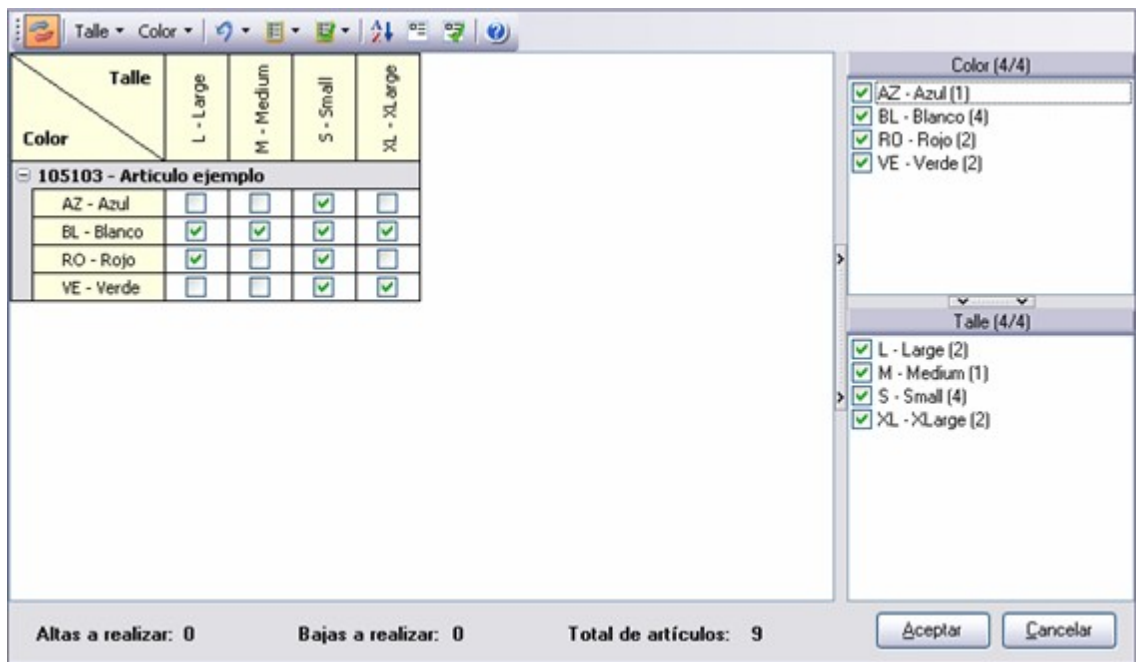 Talle Color
Talle
Color
L - Large
M - Medium
S - Small
XL - XLarge
105103 - Articulo ejemplo
AZ - Azul
BL - Blanco
RO - Rojo
VE - Verde
Color (4/4)
AZ - Azul (1)
BL - Blanco (4)
RO - Rojo (2)
VE - Verde (2)
Talle (4/4)
L - Large (2)
M - Medium (1)
S - Small (4)
XL - XLarge (2)
Altas a realizar: 0 Bajas a realizar: 0 Total de artículos: 9 Aceptar Cancelar